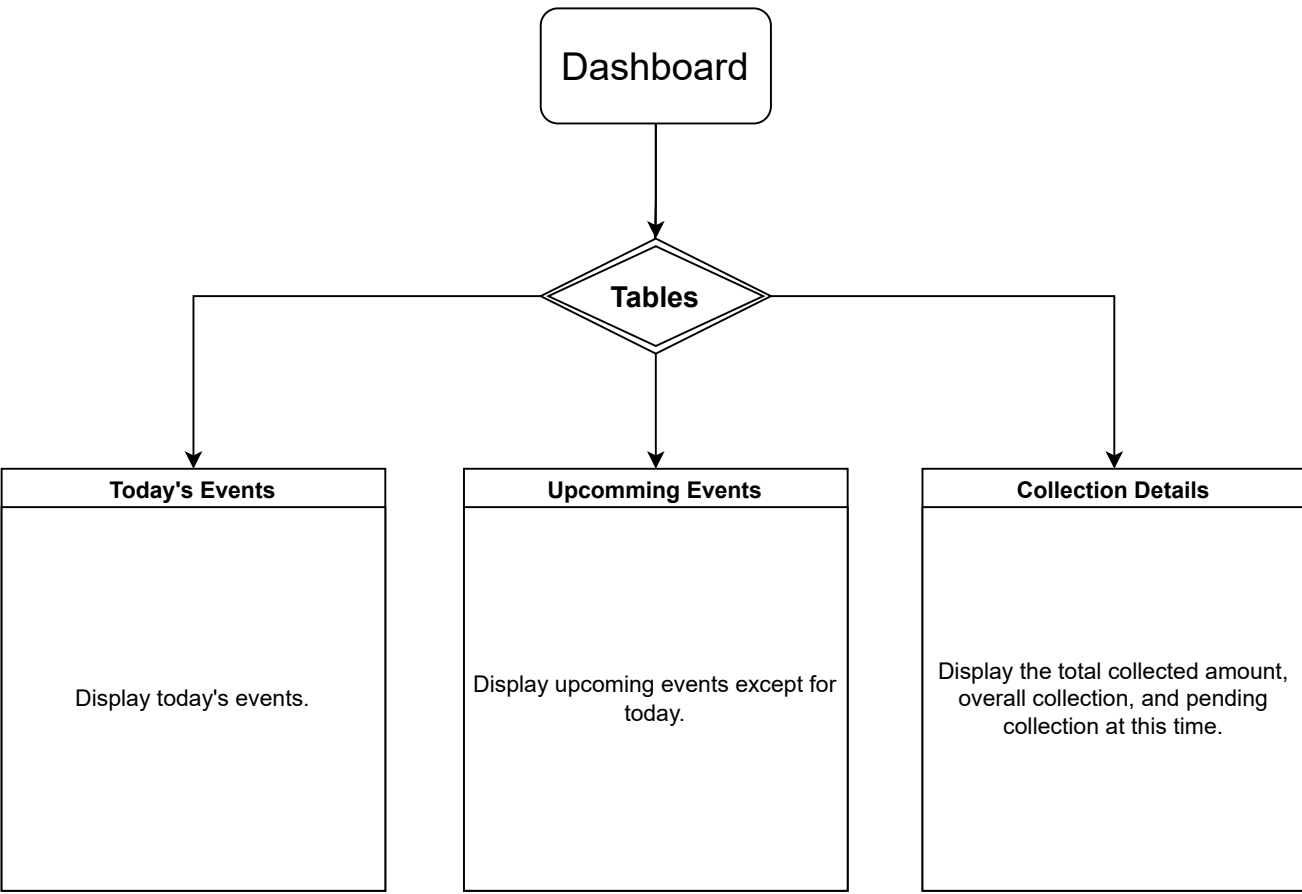 Dashboard
Tables
Today's Events
Display today's events.
Upcomming Events
Display upcoming events except for
today.
Collection Details
Display the total collected amount,
overall collection, and pending
collection at this time.